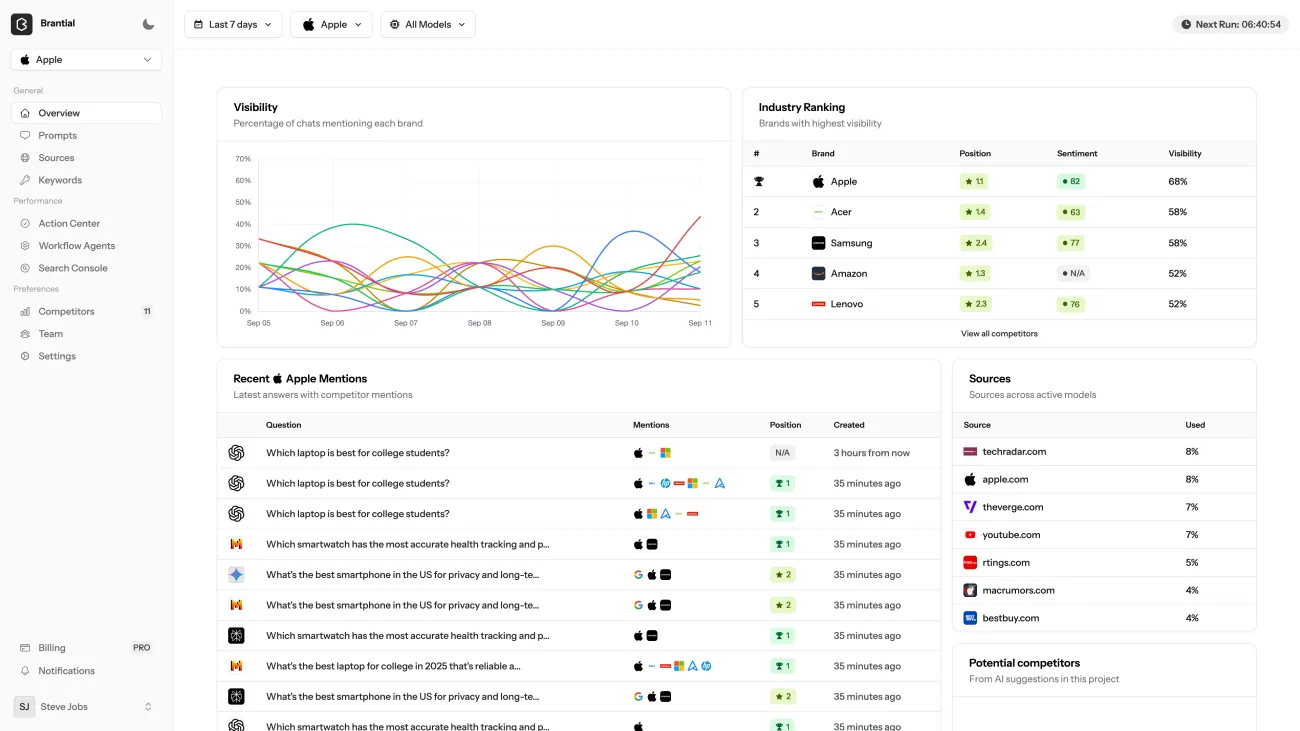 Brantial
Last 7 days
Apple
All Models
Next Run: 06:40:54
Apple
General
Overview
Prompts
Sources
Keywords
Performance
Action Center
Workflow Agents
Search Console
Preferences
Competitors 11
Team
Settings
Billing PRO
Notifications
SJ Steve Jobs
Visibility
Percentage of chats mentioning each brand
70%
60%
50%
40%
30%
20%
10%
0%
Sep 05 Sep 06 Sep 07 Sep 08 Sep 09 Sep 10 Sep 11
Industry Ranking
Brands with highest visibility
# Brand Position Sentiment Visibility
Apple 1.1 82 68%
2 Acer 1.4 63 58%
3 Samsung 2.4 77 58%
4 Amazon 1.3 N/A 52%
5 Lenovo 2.3 76 52%
View all competitors
Recent Apple Mentions
Latest answers with competitor mentions
Question Mentions Position Created
Which laptop is best for college students? N/A 3 hours from now
Which laptop is best for college students? 1 35 minutes ago
Which laptop is best for college students? 1 35 minutes ago
Which smartwatch has the most accurate health tracking and p... 1 35 minutes ago
What's the best smartphone in the US for privacy and long-te... 2 35 minutes ago
What's the best smartphone in the US for privacy and long-te... 2 35 minutes ago
Which smartwatch has the most accurate health tracking and p... 1 35 minutes ago
What's the best laptop for college in 2025 that's reliable a... 1 35 minutes ago
What's the best smartphone in the US for privacy and long-te... 2 35 minutes ago
Which smartwatch has the most accurate health tracking and p... 1 35 minutes ago
Sources
Sources across active models
Source Used
techradar.com 8%
apple.com 8%
theverge.com 7%
youtube.com 7%
rtings.com 5%
macrumors.com 4%
bestbuy.com 4%
Potential competitors
From AI suggestions in this project